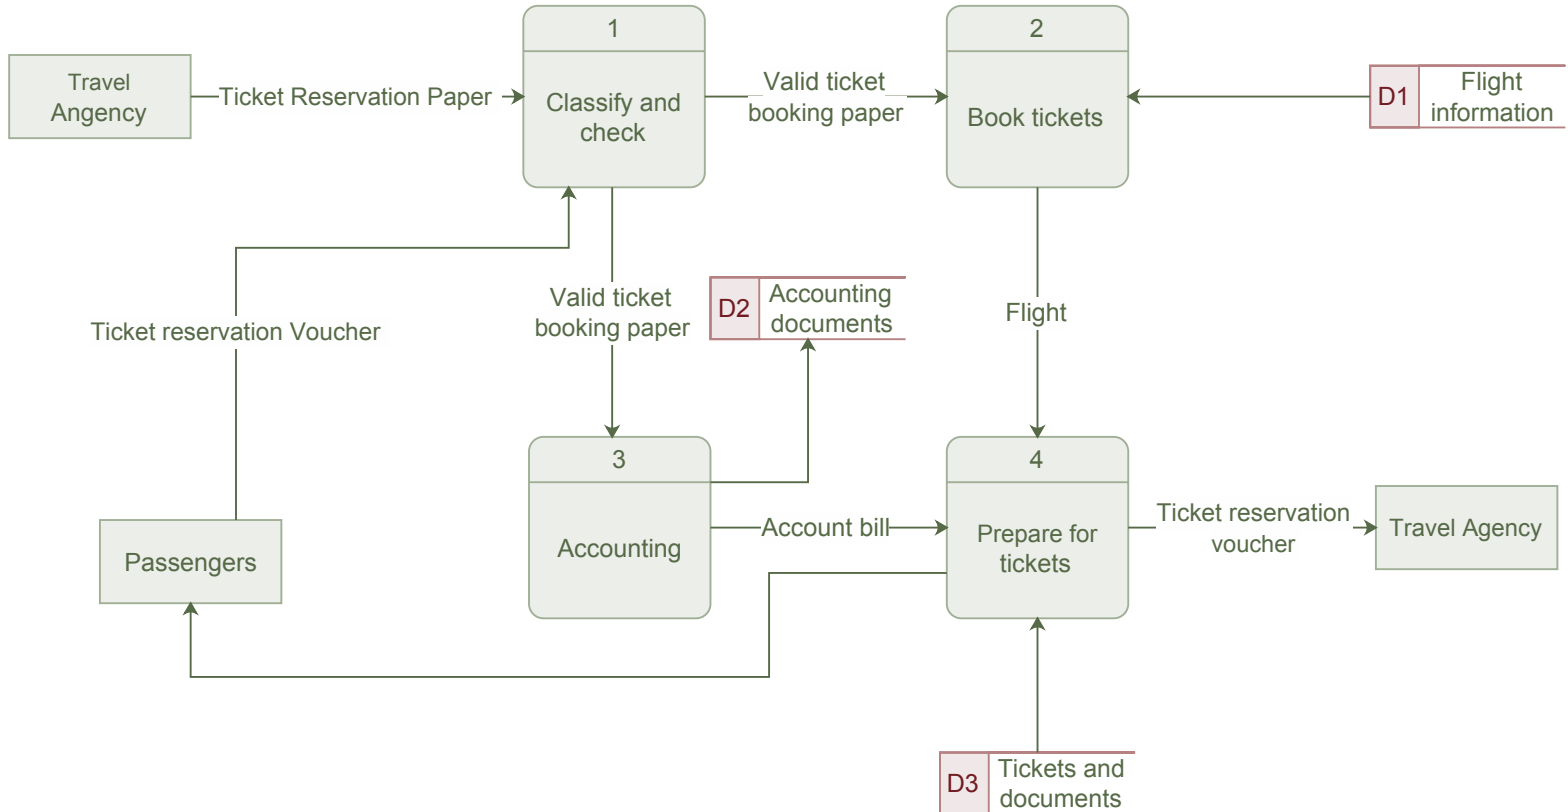 1
2
Travel
Angency
Ticket Reservation Paper
Classify and
check
Valid ticket
booking paper
Book tickets
D1
Flight
information
Ticket reservation Voucher
Valid ticket
booking paper
D2
Accounting
documents
Flight
3
4
Passengers
Accounting
Account bill
Prepare for
tickets
Ticket reservation
voucher
Travel Agency
D3
Tickets and
documents